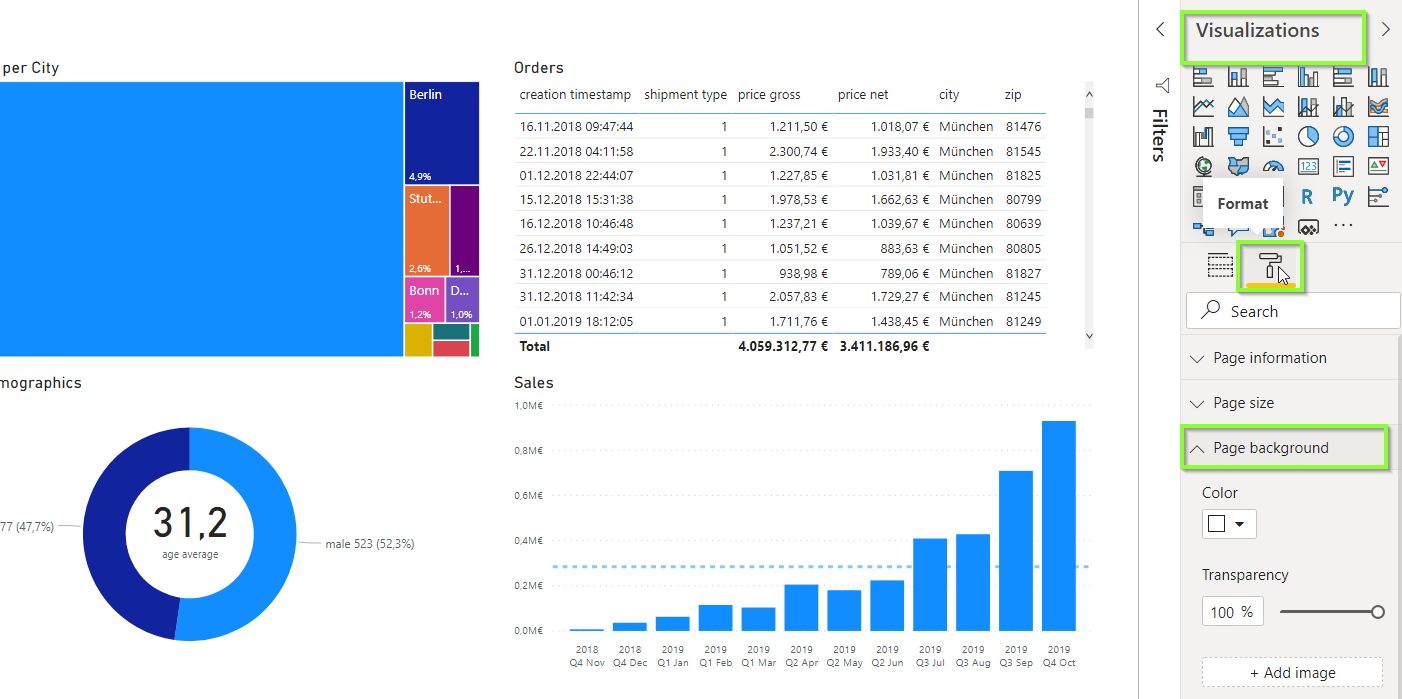 per City
Berlin
4,9%
Stut...
2,6%
1,...
Bonn
D...
1,2%
1,0%
Orders
creation timestamp shipment type price gross price net city zip
16.11.2018 09:47:44 1 1.211,50 € 1.018,07 € München 81476
22.11.2018 04:11:58 1 2.300,74 € 1.933,40 € München 81545
01.12.2018 22:44:07 1 1.227,85 € 1.031,81 € München 81825
15.12.2018 15:31:38 1 1.978,53 € 1.662,63 € München 80799
16.12.2018 10:46:48 1 1.237,21 € 1.039,67 € München 80639
26.12.2018 14:49:03 1 1.051,52 € 883,63 € München 80805
31.12.2018 00:46:12 1 938,98 € 789,06 € München 81827
31.12.2018 11:42:34 1 2.057,83 € 1.729,27 € München 81245
01.01.2019 18:12:05 1 1.711,76 € 1.438,45 € München 81249
Total 4.059.312,77 € 3.411.186,96 €
mographics
77 (47,7%)
31,2
age average
male 523 (52,3%)
Sales
1,0M€
0,8M€
0,6M€
0,4M€
0,2M€
0,0M€
2018 2018 2019 2019 2019 2019 2019 2019 2019 2019 2019 2019
Q4 Nov Q4 Dec Q1 Jan Q1 Feb Q1 Mar Q2 Apr Q2 May Q2 Jun Q3 Jul Q3 Aug Q3 Sep Q4 Oct
Filters
Visualizations
123
R Py
Format
...
Search
Page information
Page size
Page background
Color
Transparency
100 %
+ Add image